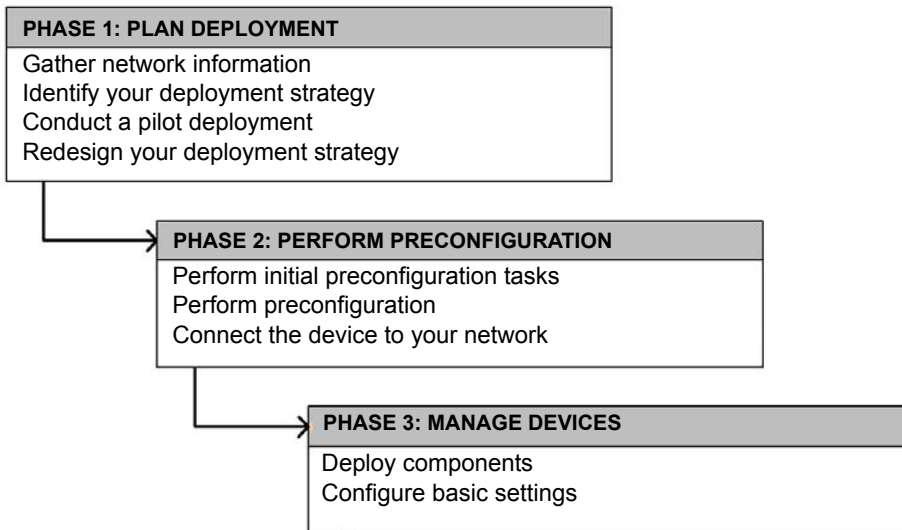 PHASE 1: PLAN DEPLOYMENT
Gather network information
Identify your deployment strategy
Conduct a pilot deployment
Redesign your deployment strategy
PHASE 2: PERFORM PRECONFIGURATION
Perform initial preconfiguration tasks
Perform preconfiguration
Connect the device to your network
PHASE 3: MANAGE DEVICES
Deploy components
Configure basic settings